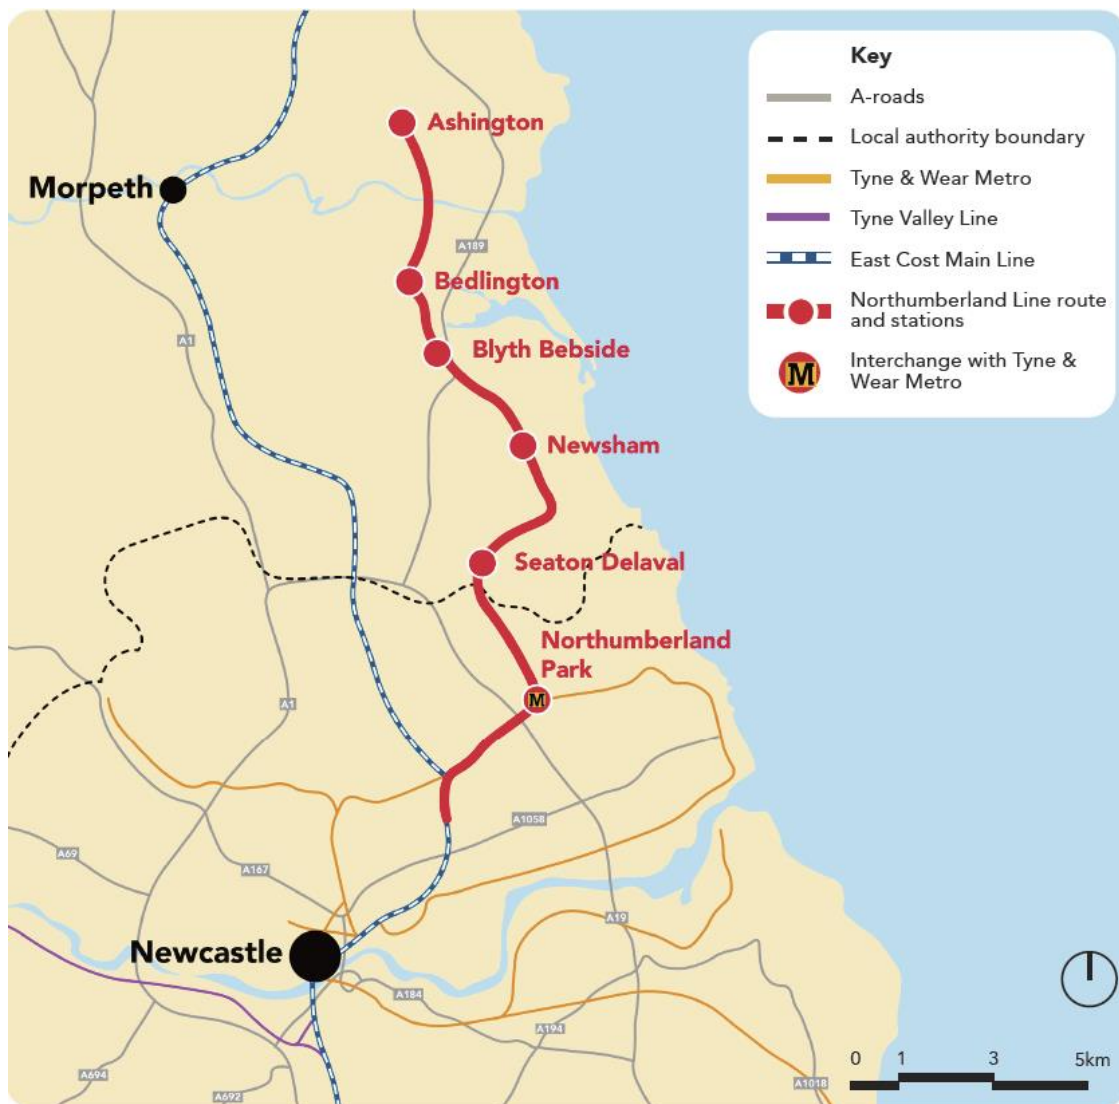 Key
A-roads
Local authority boundary
Tyne & Wear Metro
Tyne Valley Line
East Cost Main Line
Northumberland Line route
and stations
M
Interchange with Tyne &
Wear Metro
Ashington
Morpeth
A189
Bedlington
A1
Blyth Bebside
Newsham
Seaton Delaval
Northumberland
Park
M
A1
A1058
A69
A167
A19
Newcastle
A184
A194
A694
A692
A1018
0 1 3 5km